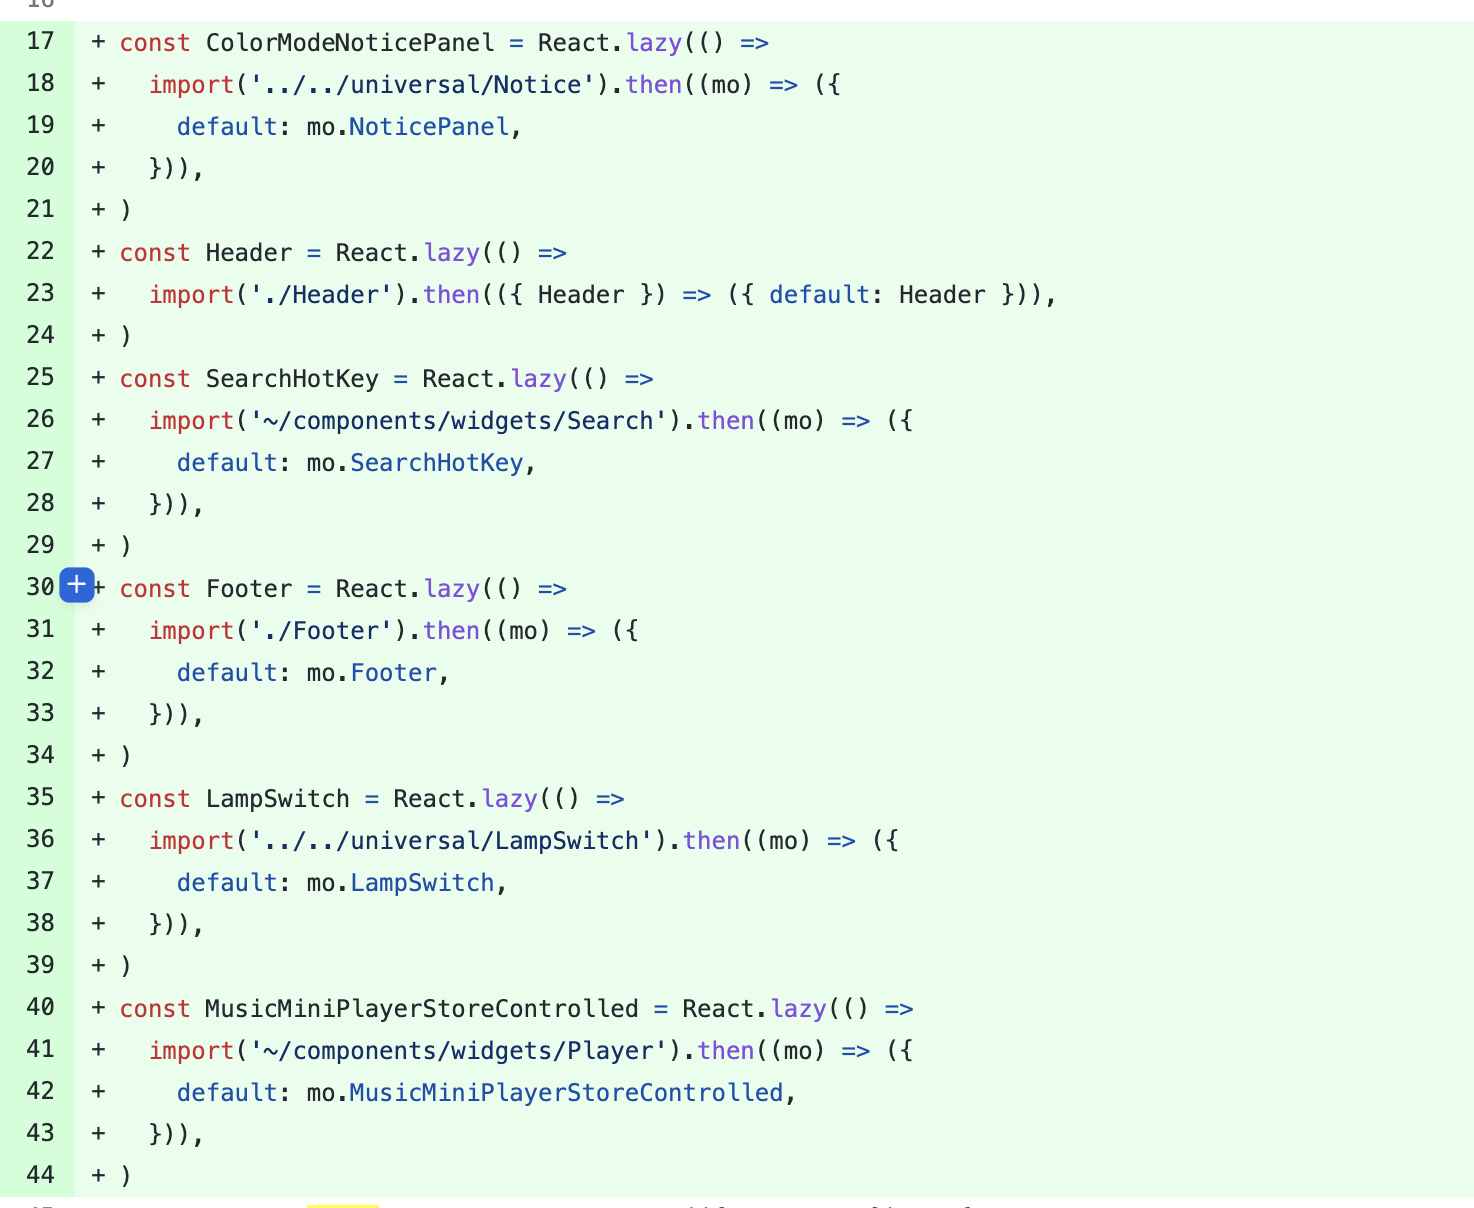 17 + const ColorModeNoticePanel = React.lazy(() =>
18 +   import('../../universal/Notice').then((mo) => ({
19 +     default: mo.NoticePanel,
20 +   })),
21 + )
22 + const Header = React.lazy(() =>
23 +   import('./Header').then(({ Header }) => ({ default: Header })),
24 + )
25 + const SearchHotKey = React.lazy(() =>
26 +   import('~/components/widgets/Search').then((mo) => ({
27 +     default: mo.SearchHotKey,
28 +   })),
29 + )
30 + + const Footer = React.lazy(() =>
31 +   import('./Footer').then((mo) => ({
32 +     default: mo.Footer,
33 +   })),
34 + )
35 + const LampSwitch = React.lazy(() =>
36 +   import('../../universal/LampSwitch').then((mo) => ({
37 +     default: mo.LampSwitch,
38 +   })),
39 + )
40 + const MusicMiniPlayerStoreControlled = React.lazy(() =>
41 +   import('~/components/widgets/Player').then((mo) => ({
42 +     default: mo.MusicMiniPlayerStoreControlled,
43 +   })),
44 + )